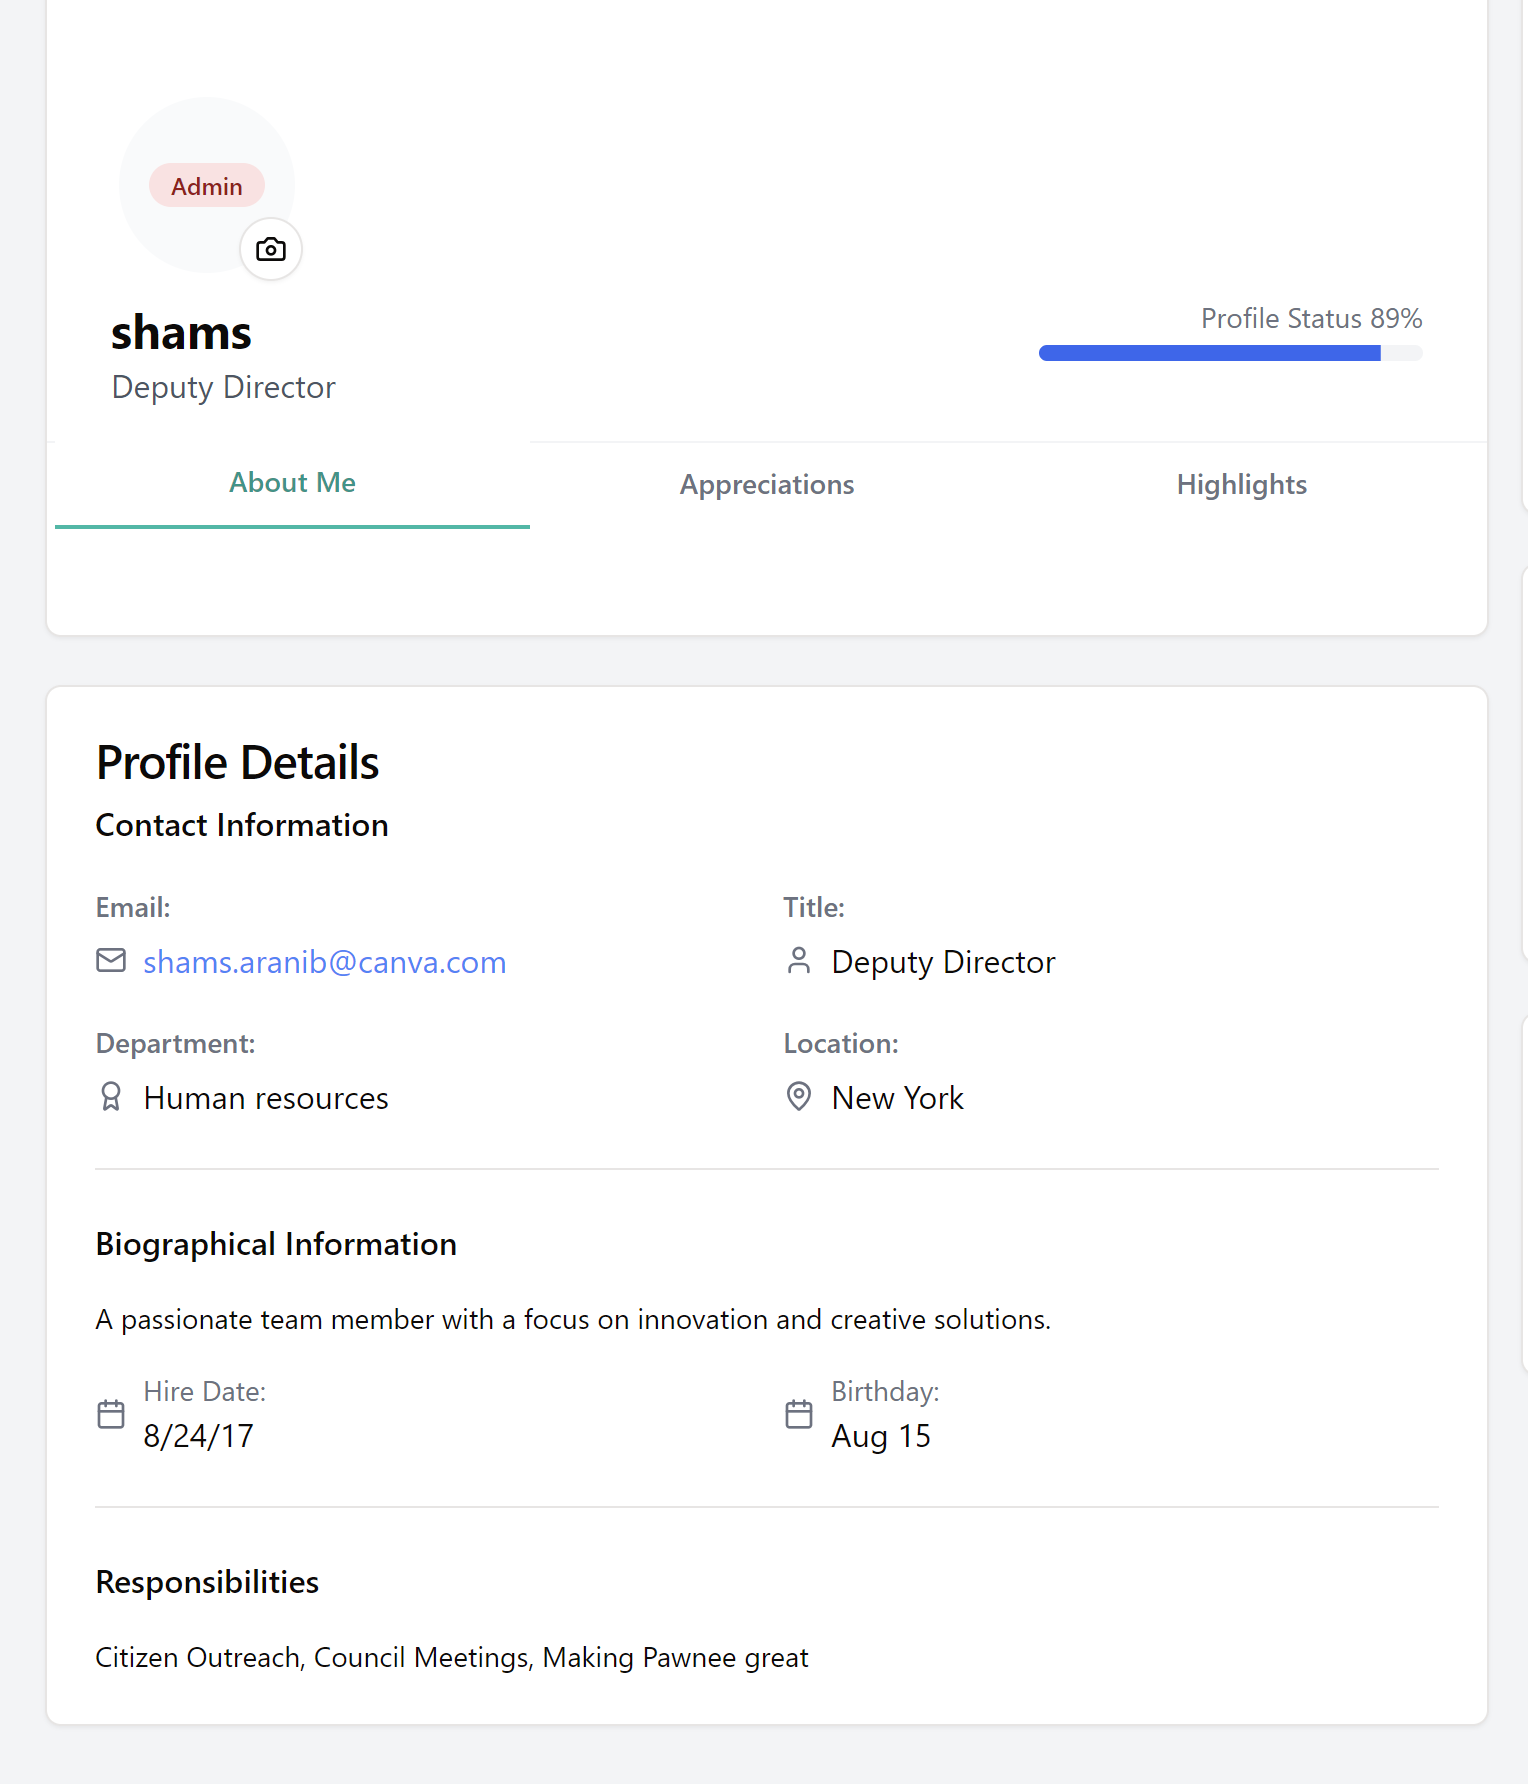 Admin
shams
Deputy Director
Profile Status 89%
About Me
Appreciations
Highlights
Profile Details
Contact Information
Email:
shams.aranib@canva.com
Title:
Deputy Director
Department:
Human resources
Location:
New York
Biographical Information
A passionate team member with a focus on innovation and creative solutions.
Hire Date:
8/24/17
Birthday:
Aug 15
Responsibilities
Citizen Outreach, Council Meetings, Making Pawnee great